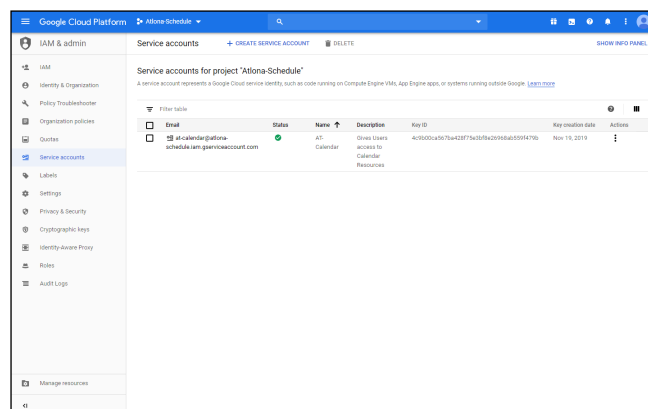 Google Cloud Platform
Atlona-Schedule
IAM & admin
Service accounts
+ CREATE SERVICE ACCOUNT
DELETE
SHOW INFO PANEL
IAM
Identity & Organization
Policy Troubleshooter
Organization policies
Quotas
Service accounts
Labels
Settings
Privacy & Security
Cryptographic keys
Identity-Aware Proxy
Roles
Audit Logs
Manage resources
Service accounts for project "Atlona-Schedule"
A service account represents a Google Cloud service identity, such as code running on Compute Engine VMs, App Engine apps, or systems running outside Google. Learn more
Filter table
Email Status Name Description Key ID Key creation date Actions
at-calendar@atlona-schedule.iam.gserviceaccount.com
AT-Calendar
Gives Users
access to
Calendar
Resources
Nov 19, 2019